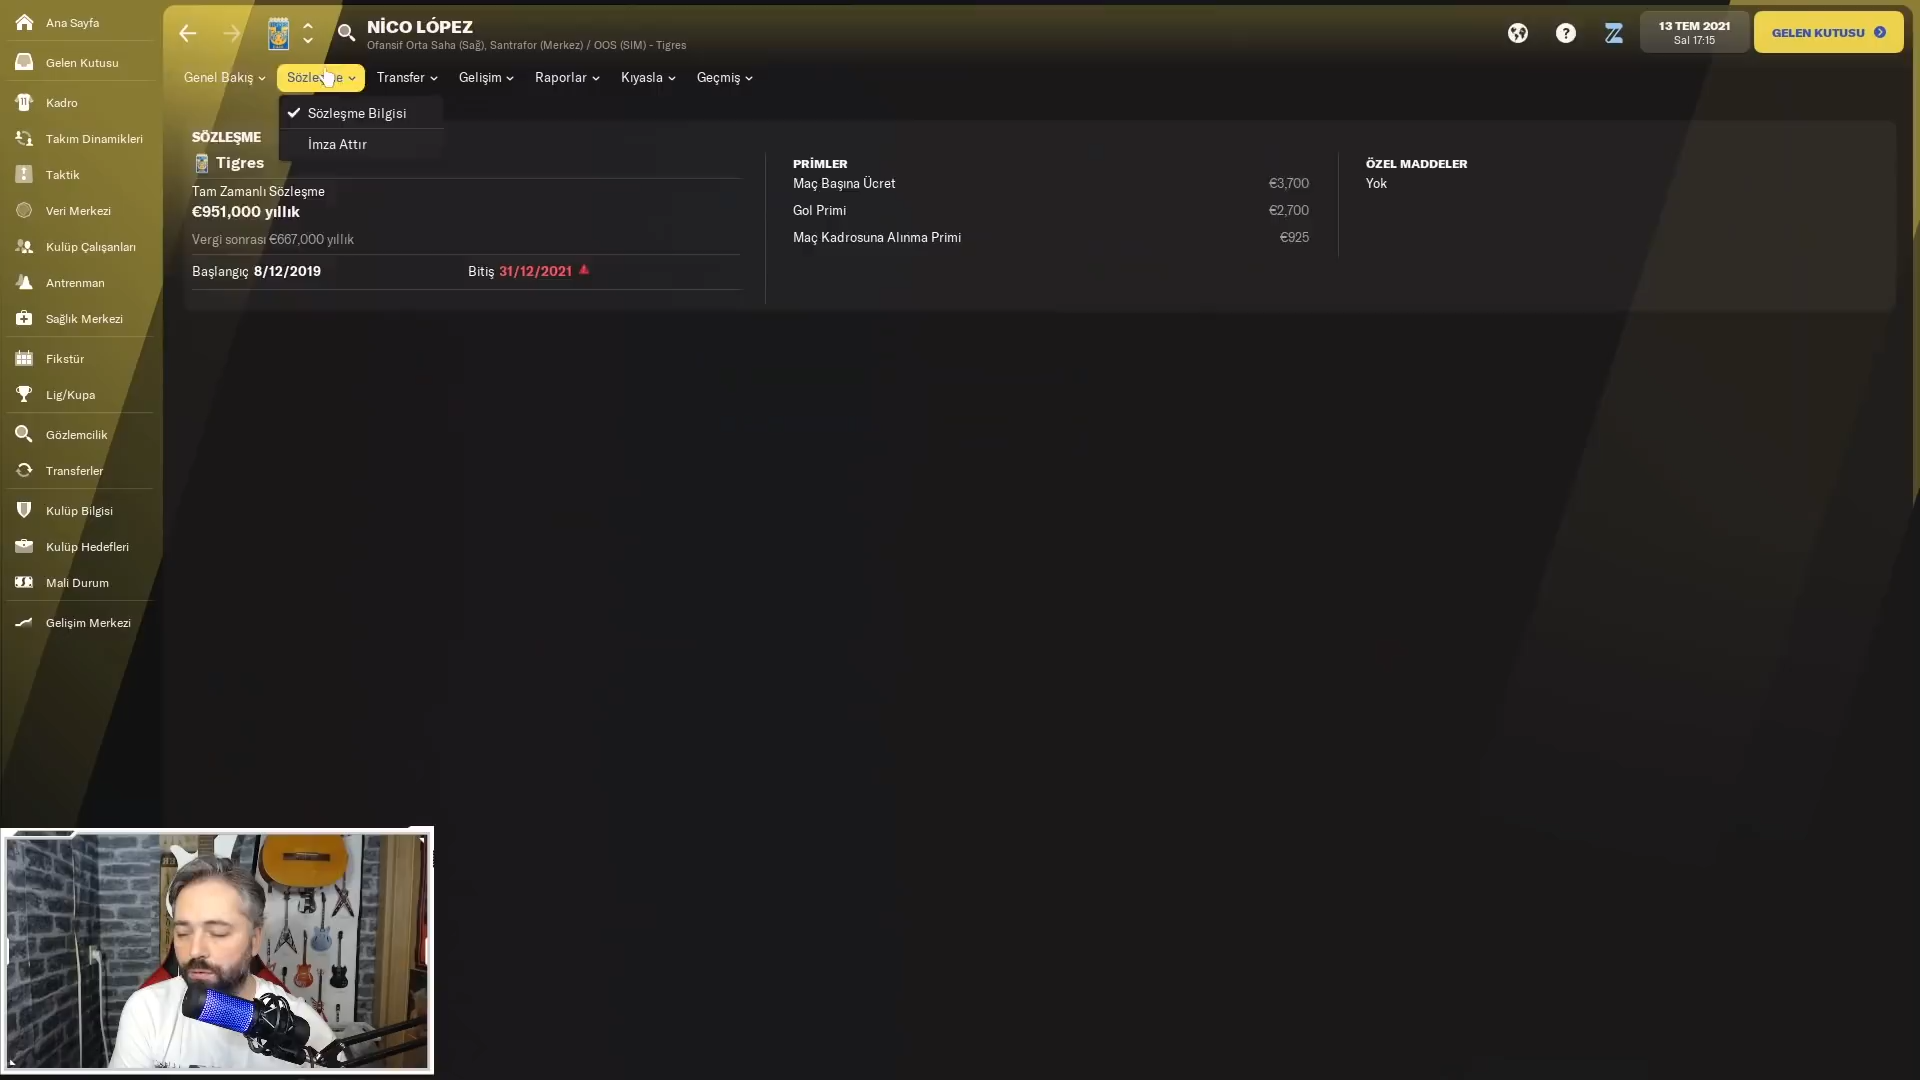 Ana Sayfa
Gelen Kutusu
Kadro
Takım Dinamikleri
Taktik
Veri Merkezi
Kulüp Çalışanları
Antrenman
Sağlık Merkezi
Fikstür
Lig/Kupa
Gözlemcilik
Transferler
Kulüp Bilgisi
Kulüp Hedefleri
Mali Durum
Gelişim Merkezi
NİCO LÓPEZ
Ofansif Orta Saha (Sağ), Santrafor (Merkez) / OOS (SIM) - Tigres
13 TEM 2021
Sal 17:15
GELEN KUTUSU
Genel Bakış
Sözleşme
Transfer
Gelişim
Raporlar
Kıyasla
Geçmiş
Sözleşme Bilgisi
İmza Attır
SÖZLEŞME
Tigres
Tam Zamanlı Sözleşme
€951,000 yıllık
Vergi sonrası €667,000 yıllık
Başlangıç 8/12/2019
Bitiş 31/12/2021
PRİMLER
Maç Başına Ücret €3,700
Gol Primi €2,700
Maç Kadrosuna Alınma Primi €925
ÖZEL MADDELER
Yok